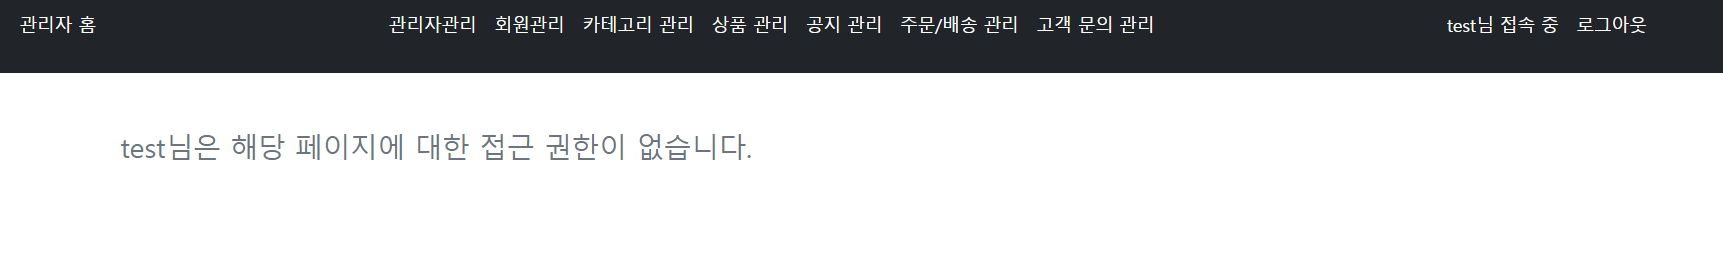 관리자 홈 관리자관리 회원관리 카테고리 관리 상품 관리 공지 관리 주문/배송 관리 고객 문의 관리 test님 접속 중 로그아웃
test님은 해당 페이지에 대한 접근 권한이 없습니다.